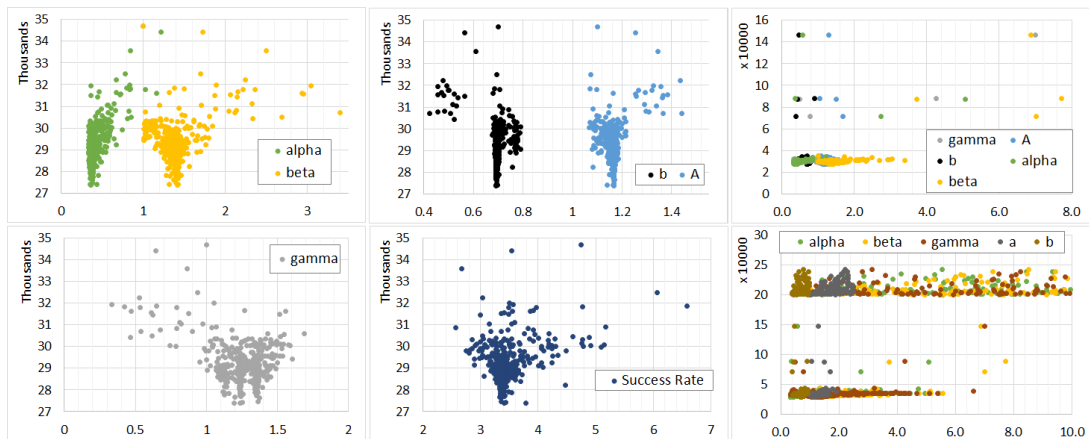 Thousands
35
34
33
32
31
30
29
28
27
0 1 2 3
alpha
beta
Thousands
35
34
33
32
31
30
29
28
27
0.4 0.6 0.8 1 1.2 1.4
b A
x 10000
16
14
12
10
8
6
4
2
0
0.0 2.0 4.0 6.0 8.0
gamma A
b alpha
beta
Thousands
35
34
33
32
31
30
29
28
27
0 1 2
gamma
Thousands
35
34
33
32
31
30
29
28
27
2 3 4 5 6 7
Success Rate
x 10000
30
25
20
15
10
5
0
0.0 2.0 4.0 6.0 8.0 10.0
alpha beta gamma a b